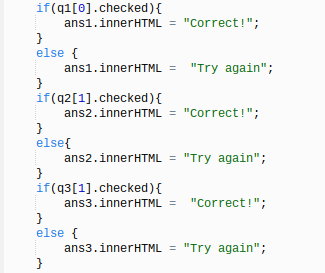 if(q1[0].checked){
    ans1.innerHTML = "Correct!";
}
else {
    ans1.innerHTML =  "Try again";
}
if(q2[1].checked){
    ans2.innerHTML = "Correct!";
}
else{
    ans2.innerHTML = "Try again";
}
if(q3[1].checked){
    ans3.innerHTML =  "Correct!";
}
else {
    ans3.innerHTML = "Try again";
}